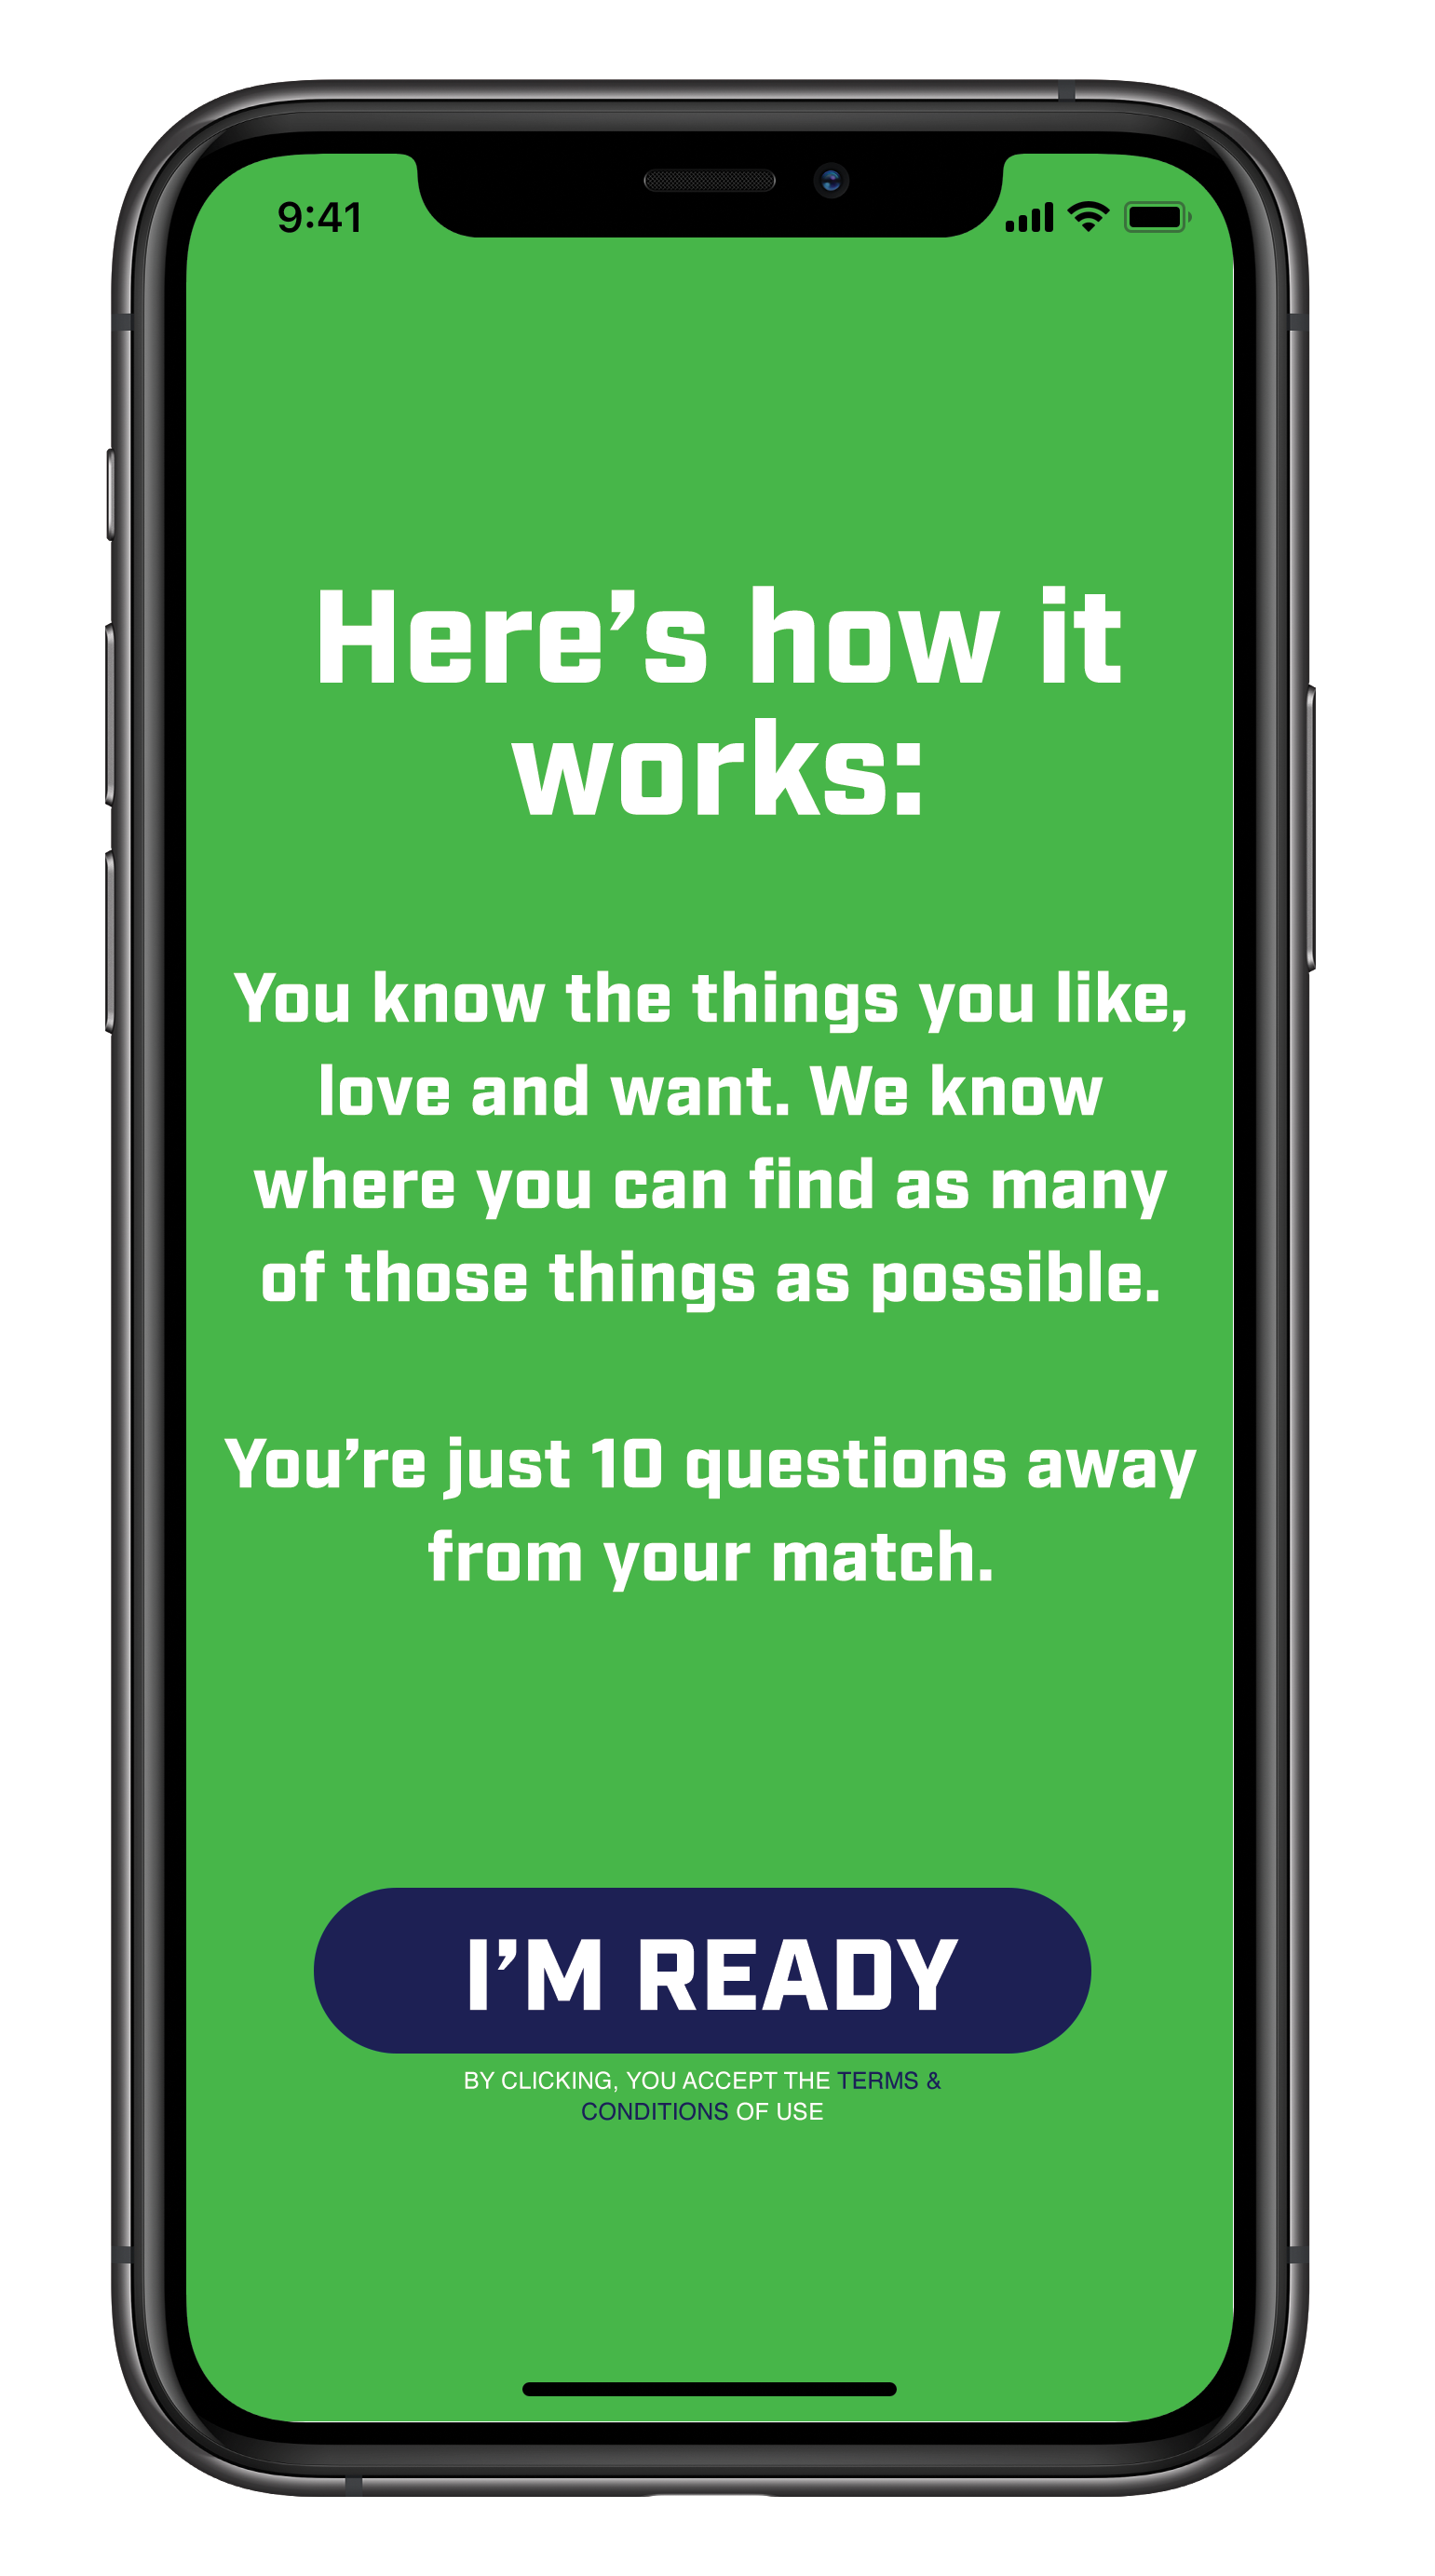 9:41
Here’s how it
works:
You know the things you like,
love and want. We know
where you can find as many
of those things as possible.
You’re just 10 questions away
from your match.
I’M READY
BY CLICKING, YOU ACCEPT THE TERMS &
CONDITIONS OF USE